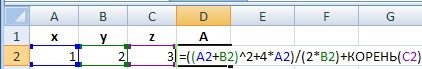 A B C D E F G
1 x y z A
2 1 2 3 =((A2+B2)^2+4*A2)/(2*B2)+КОРЕНЬ(C2)